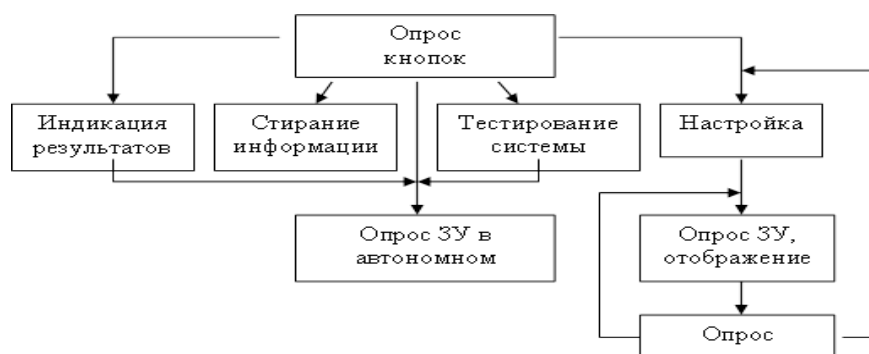 Опрос
кнопок
Индикация
результатов
Стирание
информации
Тестирование
системы
Настройка
Опрос ЗУ в
автономном
Опрос ЗУ,
отображение
Опрос